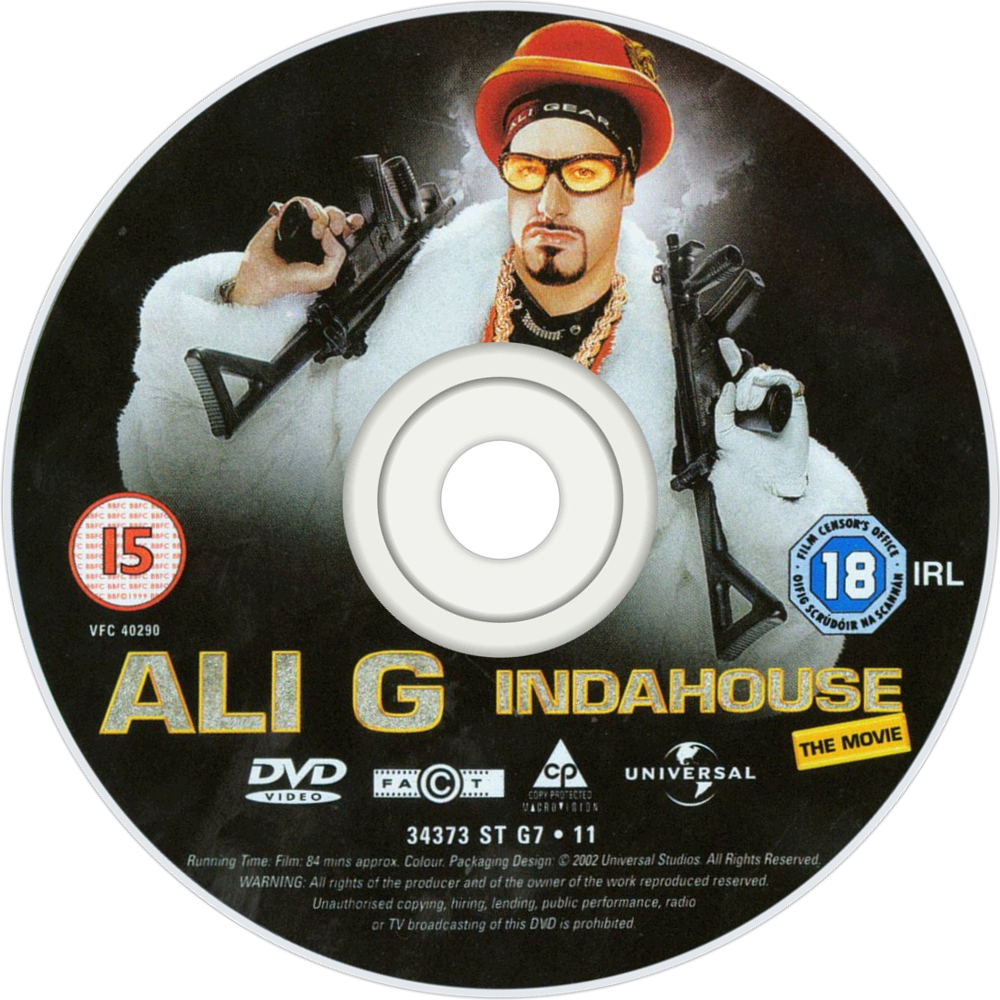 ALI GEAR
BBFC
15
BBFC ©1999 BBFC
VFC 40290
FILM CENSOR'S OFFICE
18
OIFIG SCRÚDÓIR NA SCANNÁN
IRL
ALI G INDAHOUSE
THE MOVIE
DVD
VIDEO
FACT
CP
COPY PROTECTED
MACROVISION
UNIVERSAL
34373 ST G7 • 11
Running Time: Film: 84 mins approx. Colour. Packaging Design: © 2002 Universal Studios. All Rights Reserved.
WARNING: All rights of the producer and of the owner of the work reproduced reserved.
Unauthorised copying, hiring, lending, public performance, radio
or TV broadcasting of this DVD is prohibited.